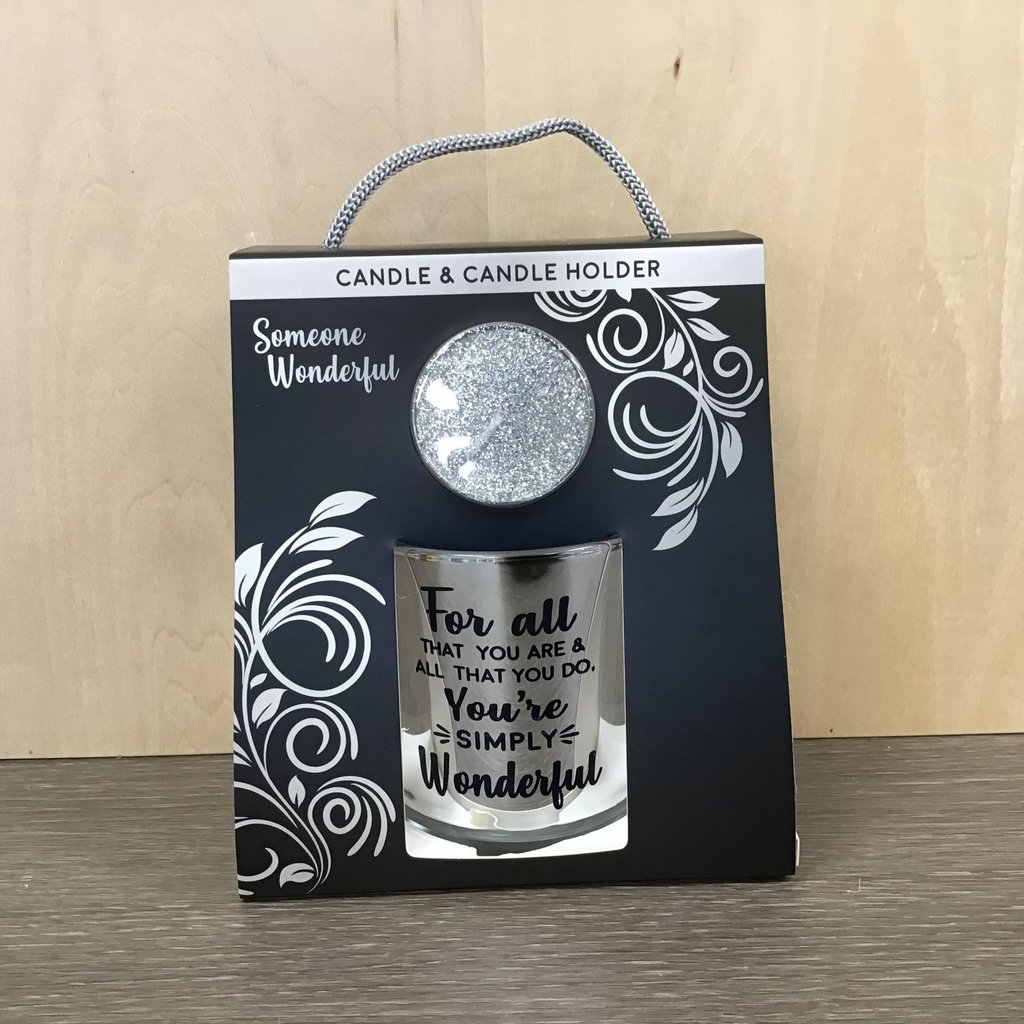 CANDLE & CANDLE HOLDER
Someone
Wonderful
For all
THAT YOU ARE &
ALL THAT YOU DO.
You're
SIMPLY
Wonderful